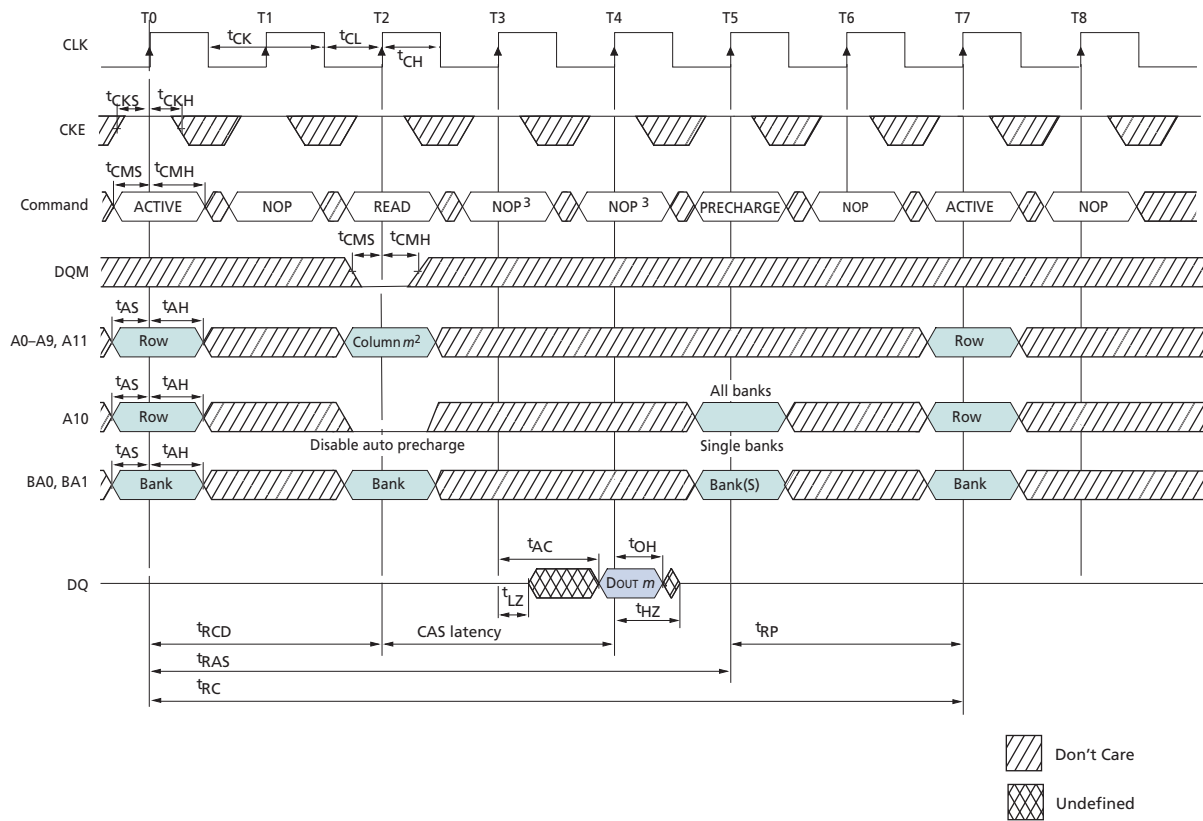 T0 T1 T2 T3 T4 T5 T6 T7 T8
CLK
tCK tCL
tCH
tCKS tCKH
CKE
tCMS tCMH
Command ACTIVE NOP READ NOP3 NOP3 PRECHARGE NOP ACTIVE NOP
tCMS tCMH
DQM
tAS tAH
A0–A9, A11 Row Column m2 Row
tAS tAH All banks
A10 Row Row
Disable auto precharge Single banks
tAS tAH
BA0, BA1 Bank Bank Bank(S) Bank
tAC tOH
DQ DOUT m
tLZ tHZ
tRCD CAS latency tRP
tRAS
tRC
Don't Care
Undefined